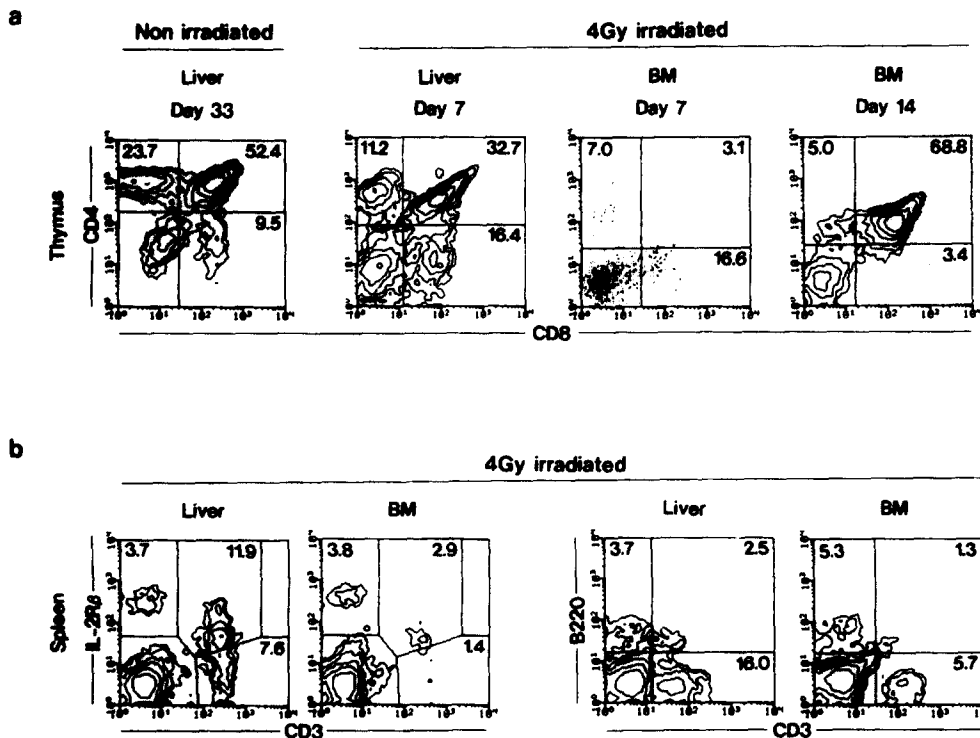 a
Non irradiated
4Gy irradiated
Liver
Day 33
Liver
Day 7
BM
Day 7
BM
Day 14
Thymus
CD4
23.7 52.4
9.5
11.2 32.7
16.4
7.0 3.1
16.6
5.0 68.8
3.4
CD8
b
4Gy irradiated
Liver
BM
Liver
BM
Spleen
IL-2Rβ
3.7 11.9
7.6
3.8 2.9
1.4
B220
3.7 2.5
16.0
5.3 1.3
5.7
CD3
CD3